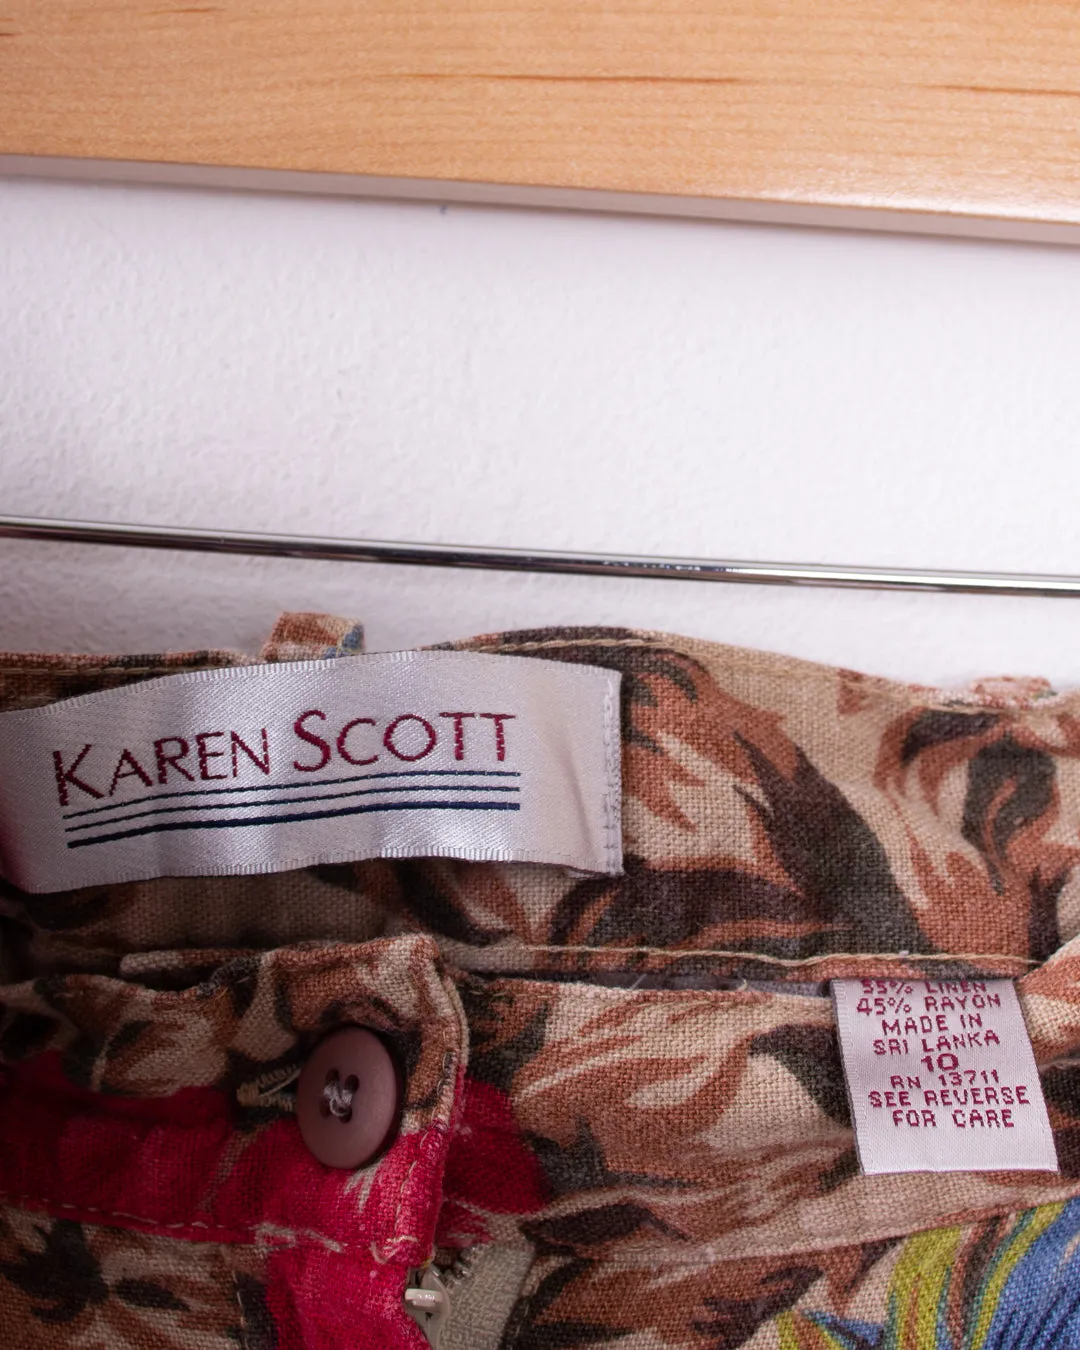 KAREN SCOTT
55% LINEN
45% RAYON
MADE IN
SRI LANKA
10
RN 13711
SEE REVERSE
FOR CARE